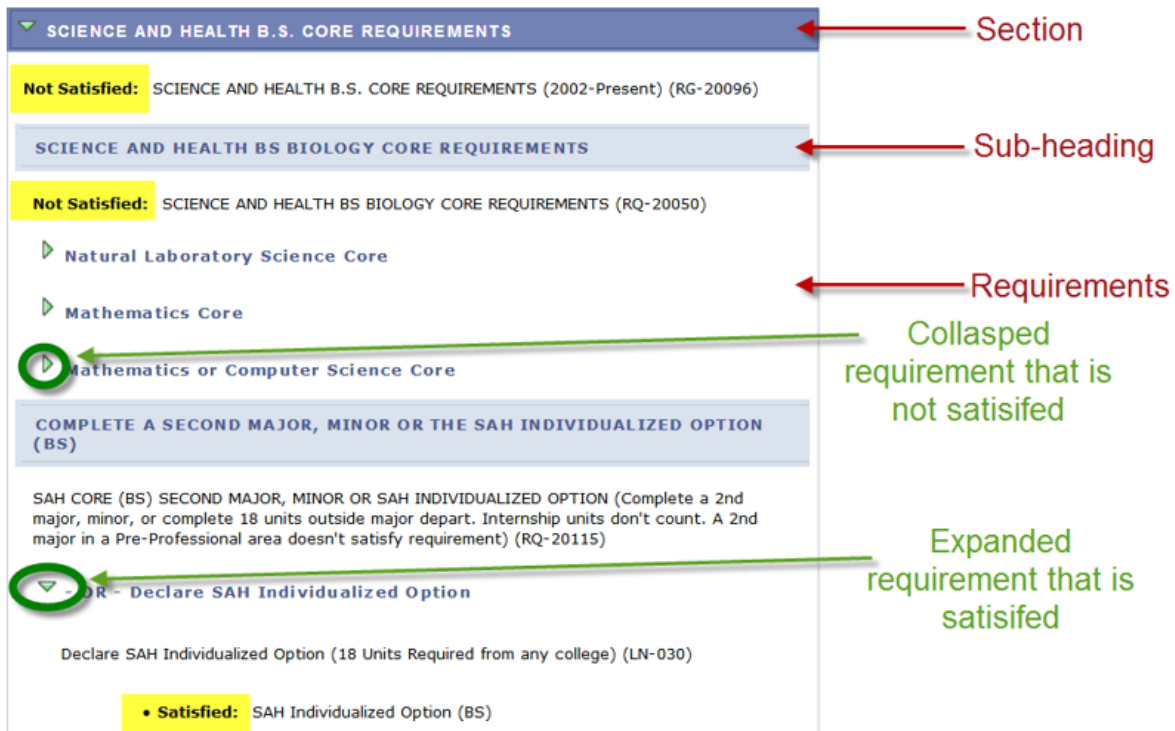 SCIENCE AND HEALTH B.S. CORE REQUIREMENTS
Section
Not Satisfied: SCIENCE AND HEALTH B.S. CORE REQUIREMENTS (2002-Present) (RG-20096)
SCIENCE AND HEALTH BS BIOLOGY CORE REQUIREMENTS
Sub-heading
Not Satisfied: SCIENCE AND HEALTH BS BIOLOGY CORE REQUIREMENTS (RQ-20050)
Natural Laboratory Science Core
Requirements
Mathematics Core
Mathematics or Computer Science Core
Collasped
requirement that is
not satisifed
COMPLETE A SECOND MAJOR, MINOR OR THE SAH INDIVIDUALIZED OPTION
(BS)
SAH CORE (BS) SECOND MAJOR, MINOR OR SAH INDIVIDUALIZED OPTION (Complete a 2nd
major, minor, or complete 18 units outside major depart. Internship units don't count. A 2nd
major in a Pre-Professional area doesn't satisfy requirement) (RQ-20115)
- OR - Declare SAH Individualized Option
Expanded
requirement that is
satisifed
Declare SAH Individualized Option (18 Units Required from any college) (LN-030)
• Satisfied: SAH Individualized Option (BS)